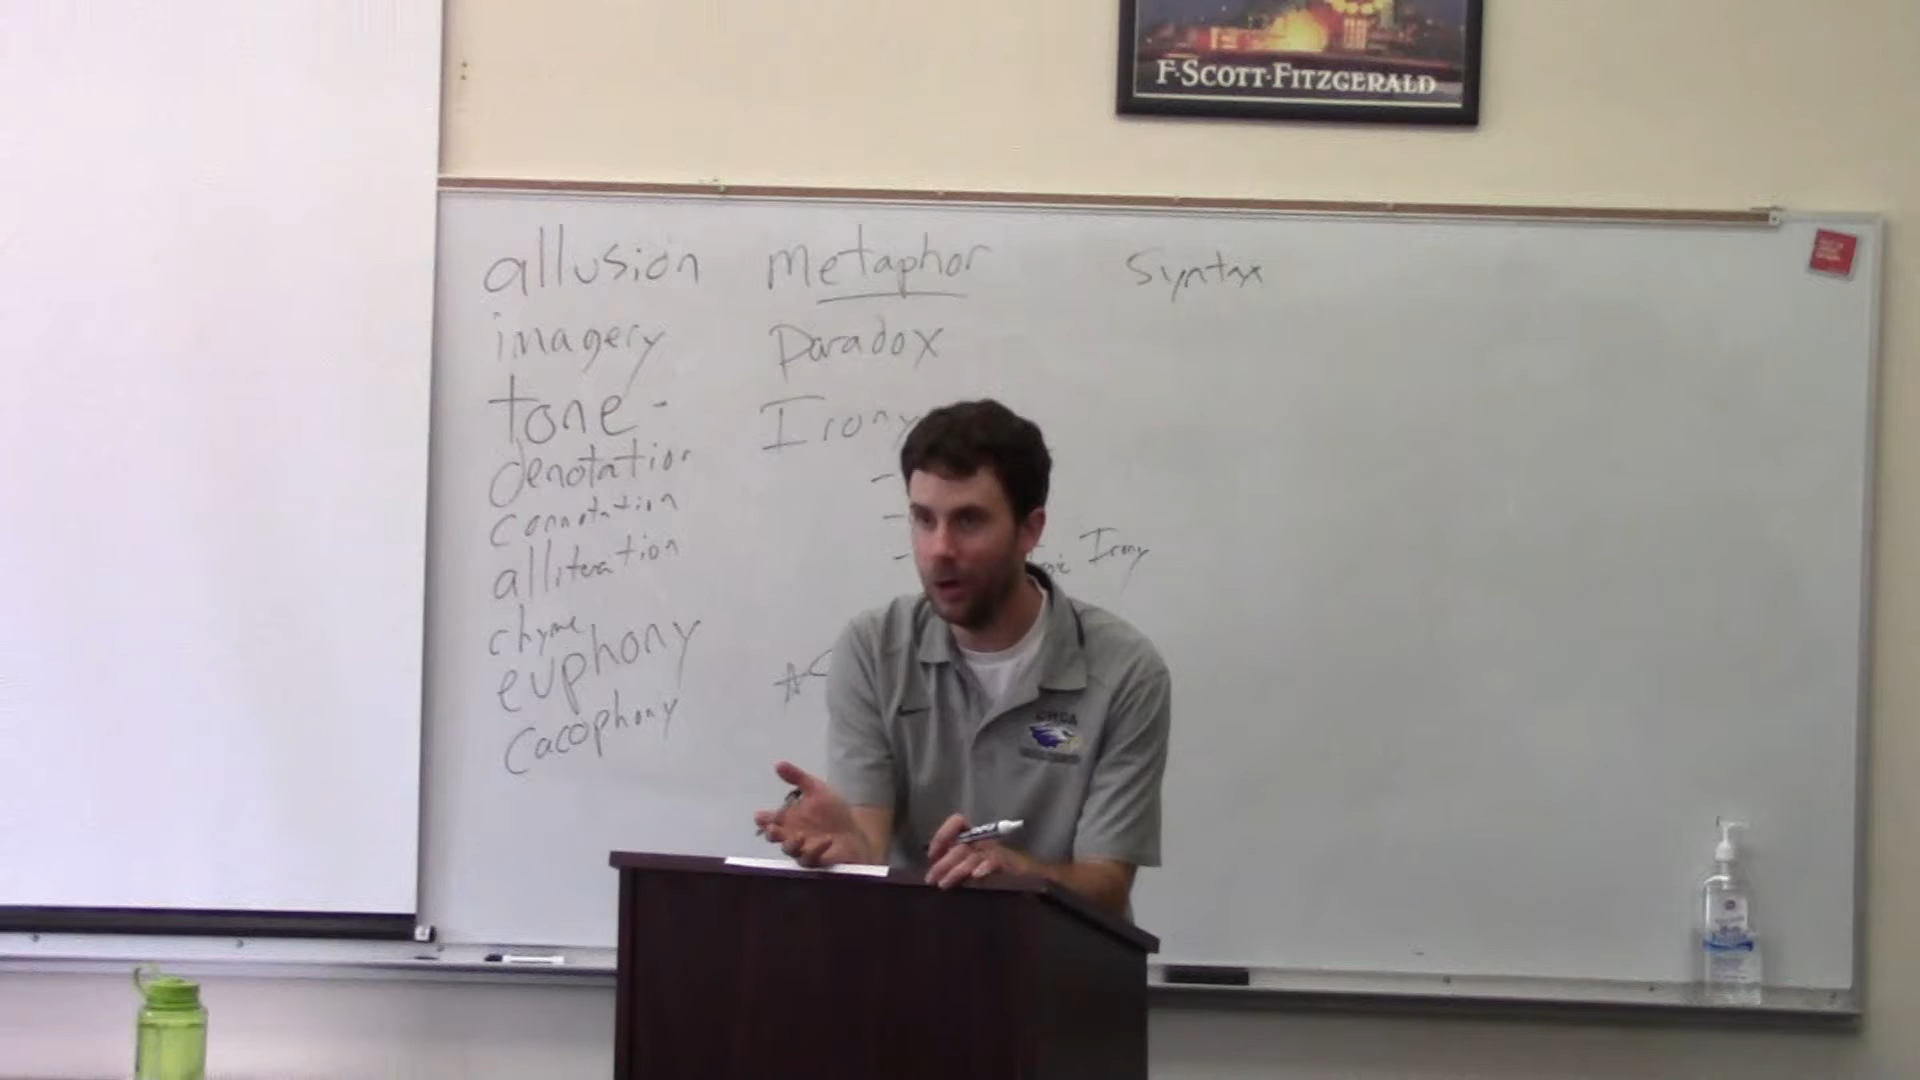 F·SCOTT·FITZGERALD
allusion
imagery
tone -
denotation
connotation
alliteration
rhyme
euphony
cacophony
metaphor
Paradox
Irony
-
-
-
Irony
Syntax